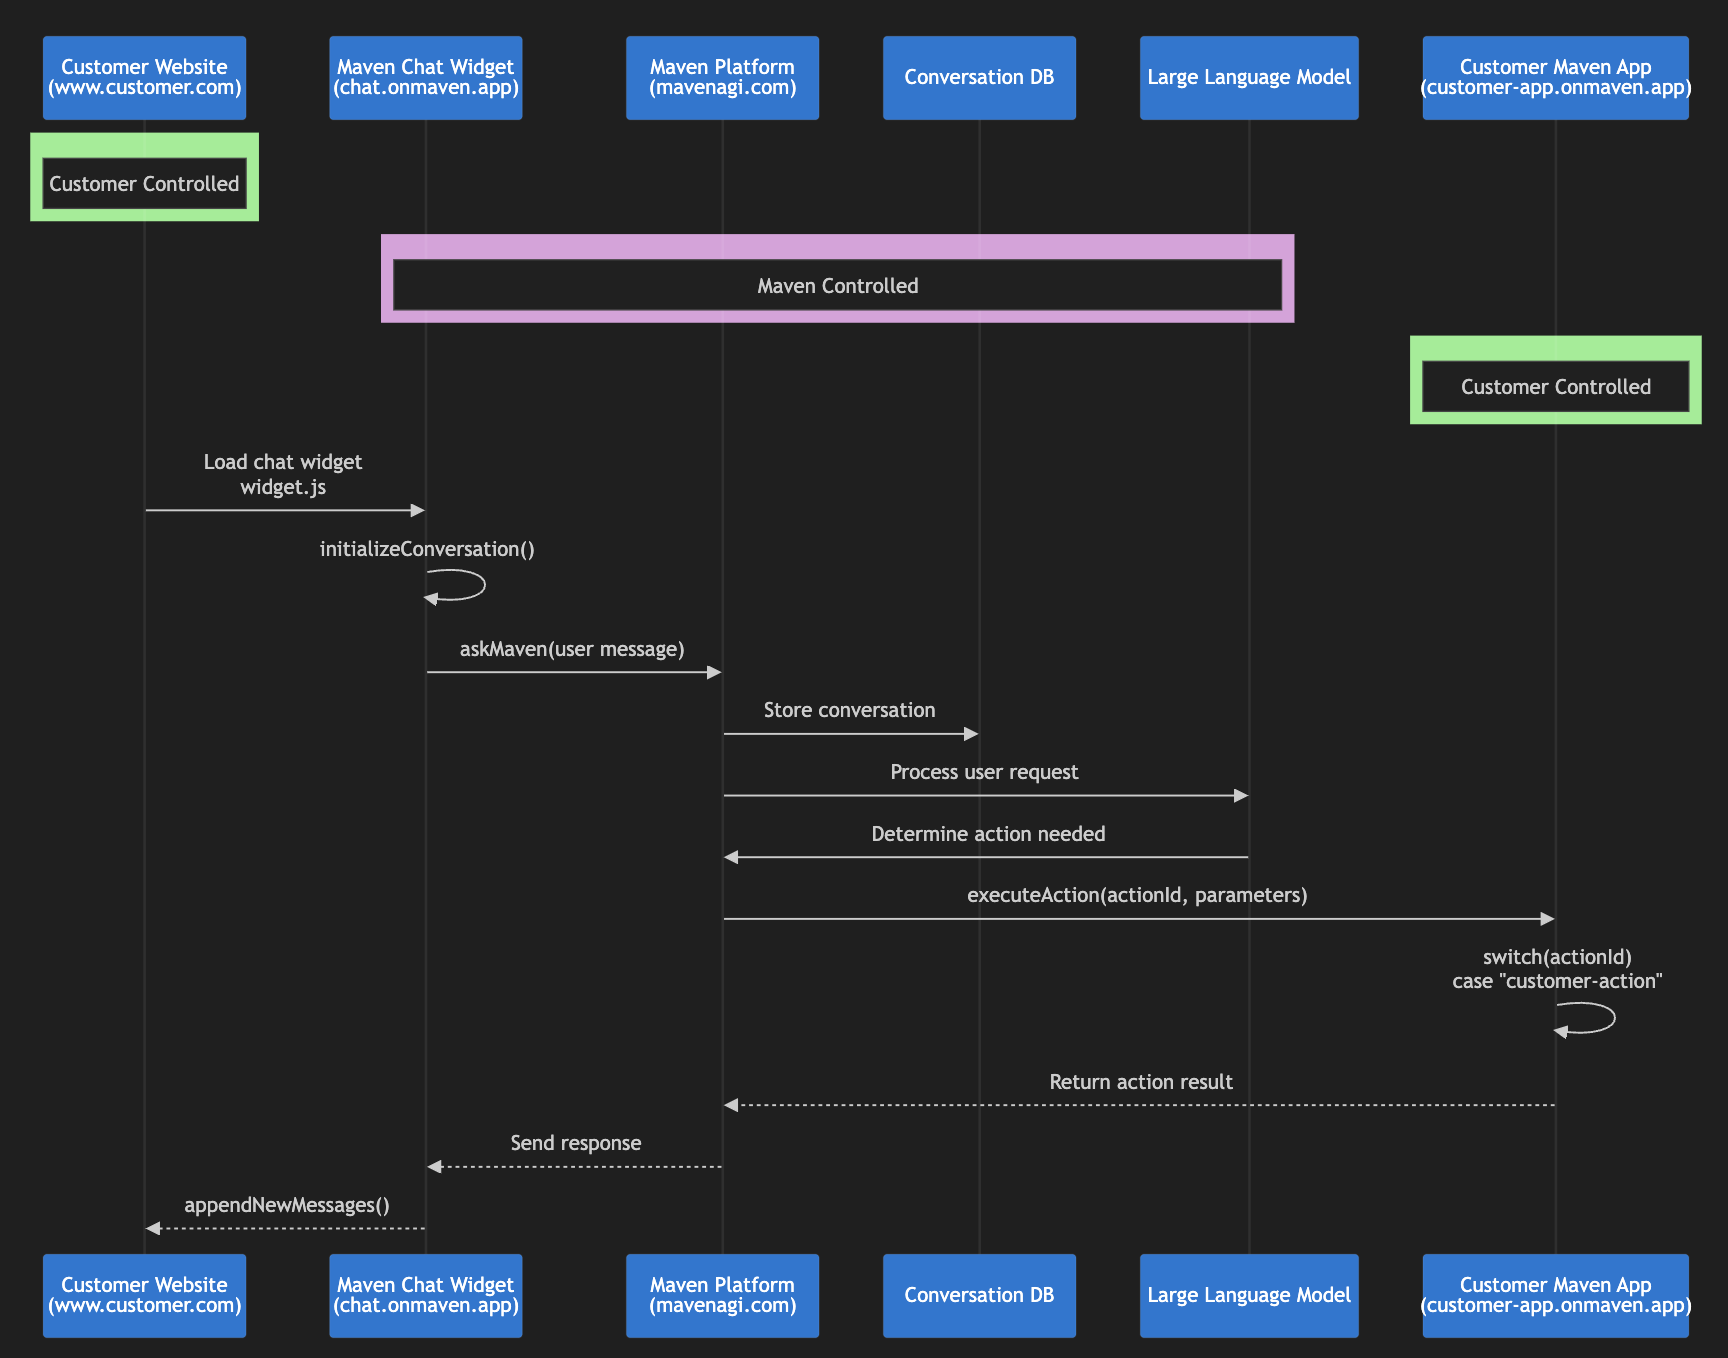 Customer Website
(www.customer.com)
Maven Chat Widget
(chat.onmaven.app)
Maven Platform
(mavenagi.com)
Conversation DB
Large Language Model
Customer Maven App
(customer-app.onmaven.app)
Customer Controlled
Maven Controlled
Customer Controlled
Load chat widget
widget.js
initializeConversation()
askMaven(user message)
Store conversation
Process user request
Determine action needed
executeAction(actionId, parameters)
switch(actionId)
case "customer-action"
Return action result
Send response
appendNewMessages()
Customer Website
(www.customer.com)
Maven Chat Widget
(chat.onmaven.app)
Maven Platform
(mavenagi.com)
Conversation DB
Large Language Model
Customer Maven App
(customer-app.onmaven.app)